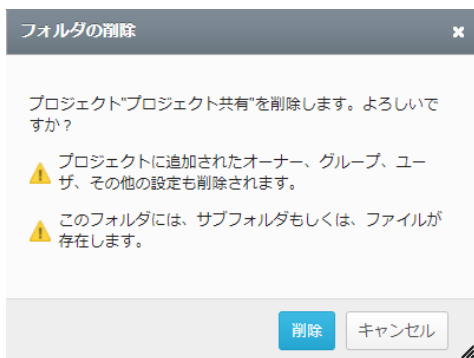 フォルダの削除
プロジェクト"プロジェクト共有"を削除します。よろしいで
すか？
プロジェクトに追加されたオーナー、グループ、ユー
ザ、その他の設定も削除されます。
このフォルダには、サブフォルダもしくは、ファイルが
存在します。
削除
キャンセル